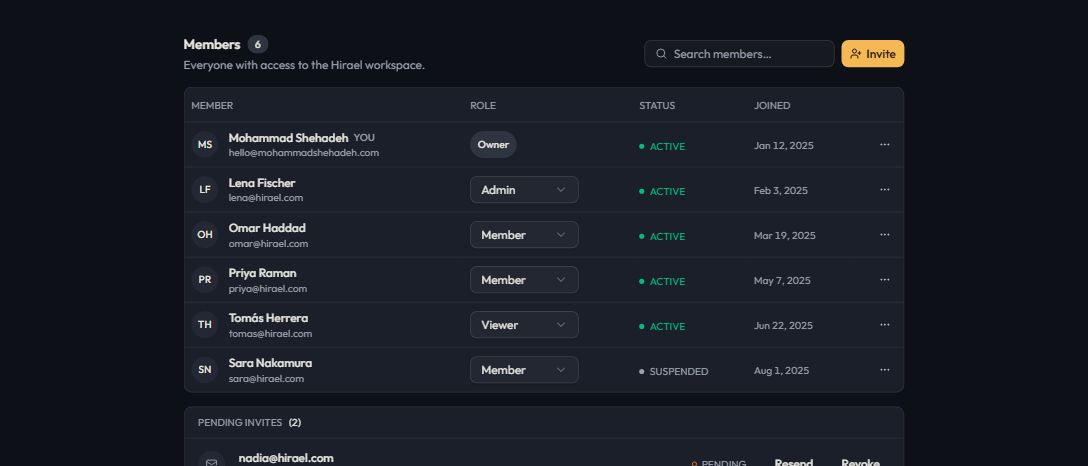 Members 6
Everyone with access to the Hirael workspace.
Search members...
Invite
MEMBER ROLE STATUS JOINED
MS Mohammad Shehadeh YOU Owner ACTIVE Jan 12, 2025 ...
hello@mohammadshehadeh.com
LF Lena Fischer Admin ACTIVE Feb 3, 2025 ...
lena@hirael.com
OH Omar Haddad Member ACTIVE Mar 19, 2025 ...
omar@hirael.com
PR Priya Raman Member ACTIVE May 7, 2025 ...
priya@hirael.com
TH Tomás Herrera Viewer ACTIVE Jun 22, 2025 ...
tomas@hirael.com
SN Sara Nakamura Member SUSPENDED Aug 1, 2025 ...
sara@hirael.com
PENDING INVITES (2)
nadia@hirael.com PENDING Resend Revoke